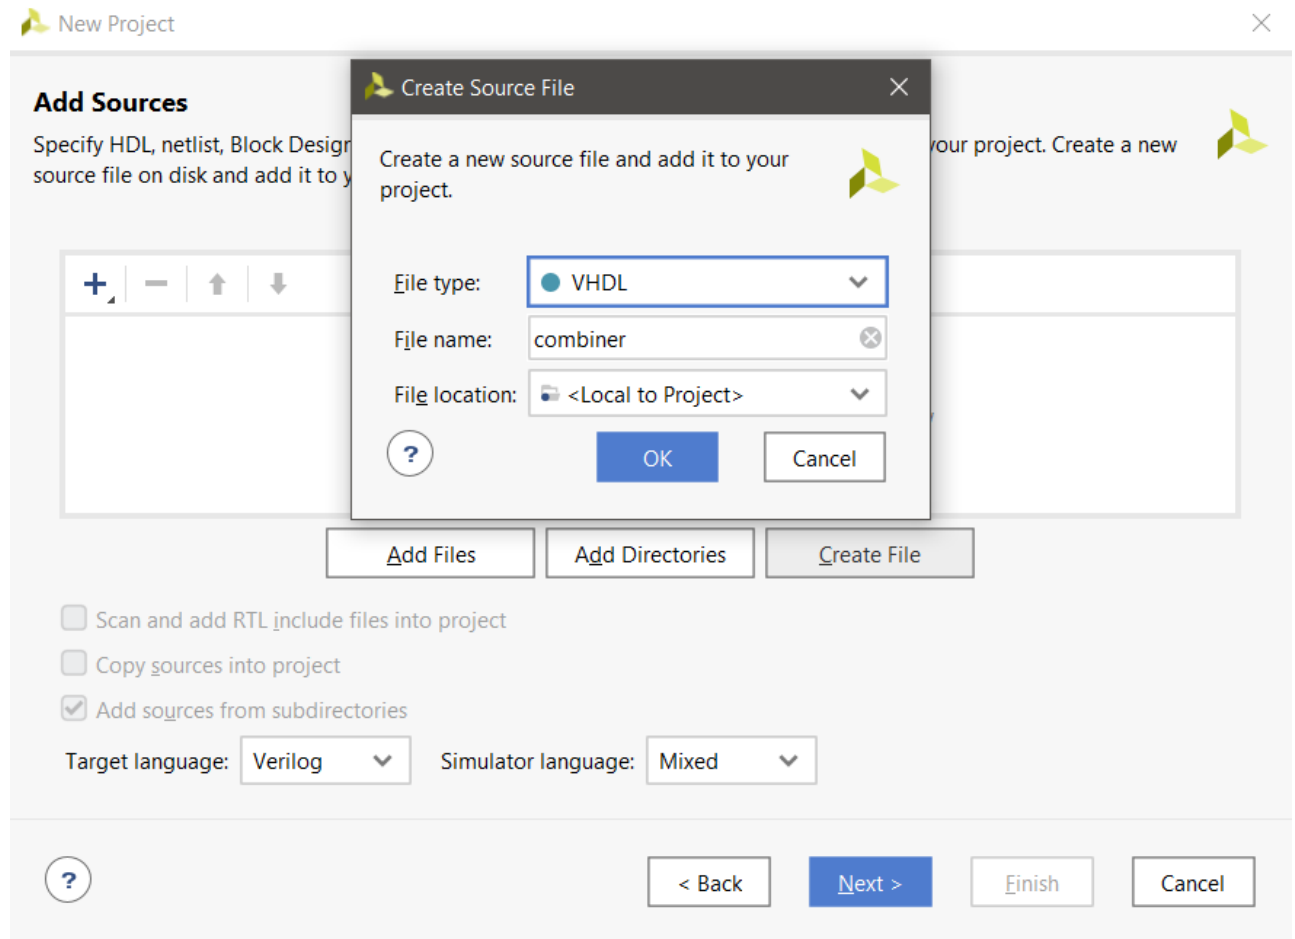 New Project
Create Source File
Add Sources
Specify HDL, netlist, Block Desigr
your project. Create a new
source file on disk and add it to y
Create a new source file and add it to your
project.
File type:
VHDL
File name:
combiner
File location:
<Local to Project>
?
OK
Cancel
Add Files
Add Directories
Create File
Scan and add RTL include files into project
Copy sources into project
Add sources from subdirectories
Target language:
Verilog
Simulator language:
Mixed
?
< Back
Next >
Finish
Cancel